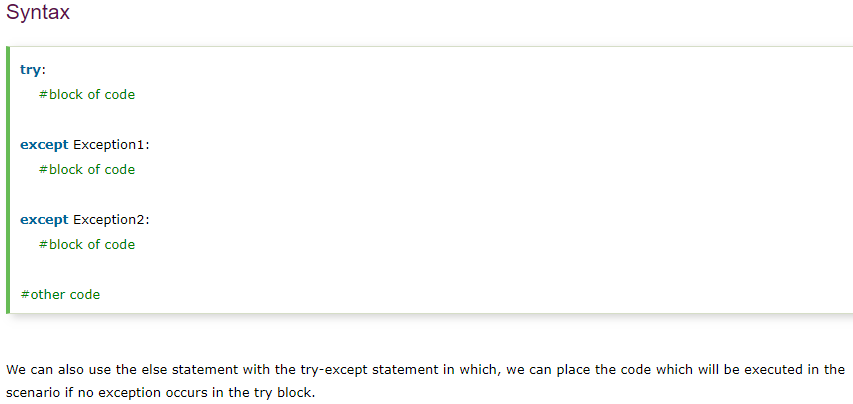 Syntax
try:
#block of code
except Exception1:
#block of code
except Exception2:
#block of code
#other code
We can also use the else statement with the try-except statement in which, we can place the code which will be executed in the
scenario if no exception occurs in the try block.